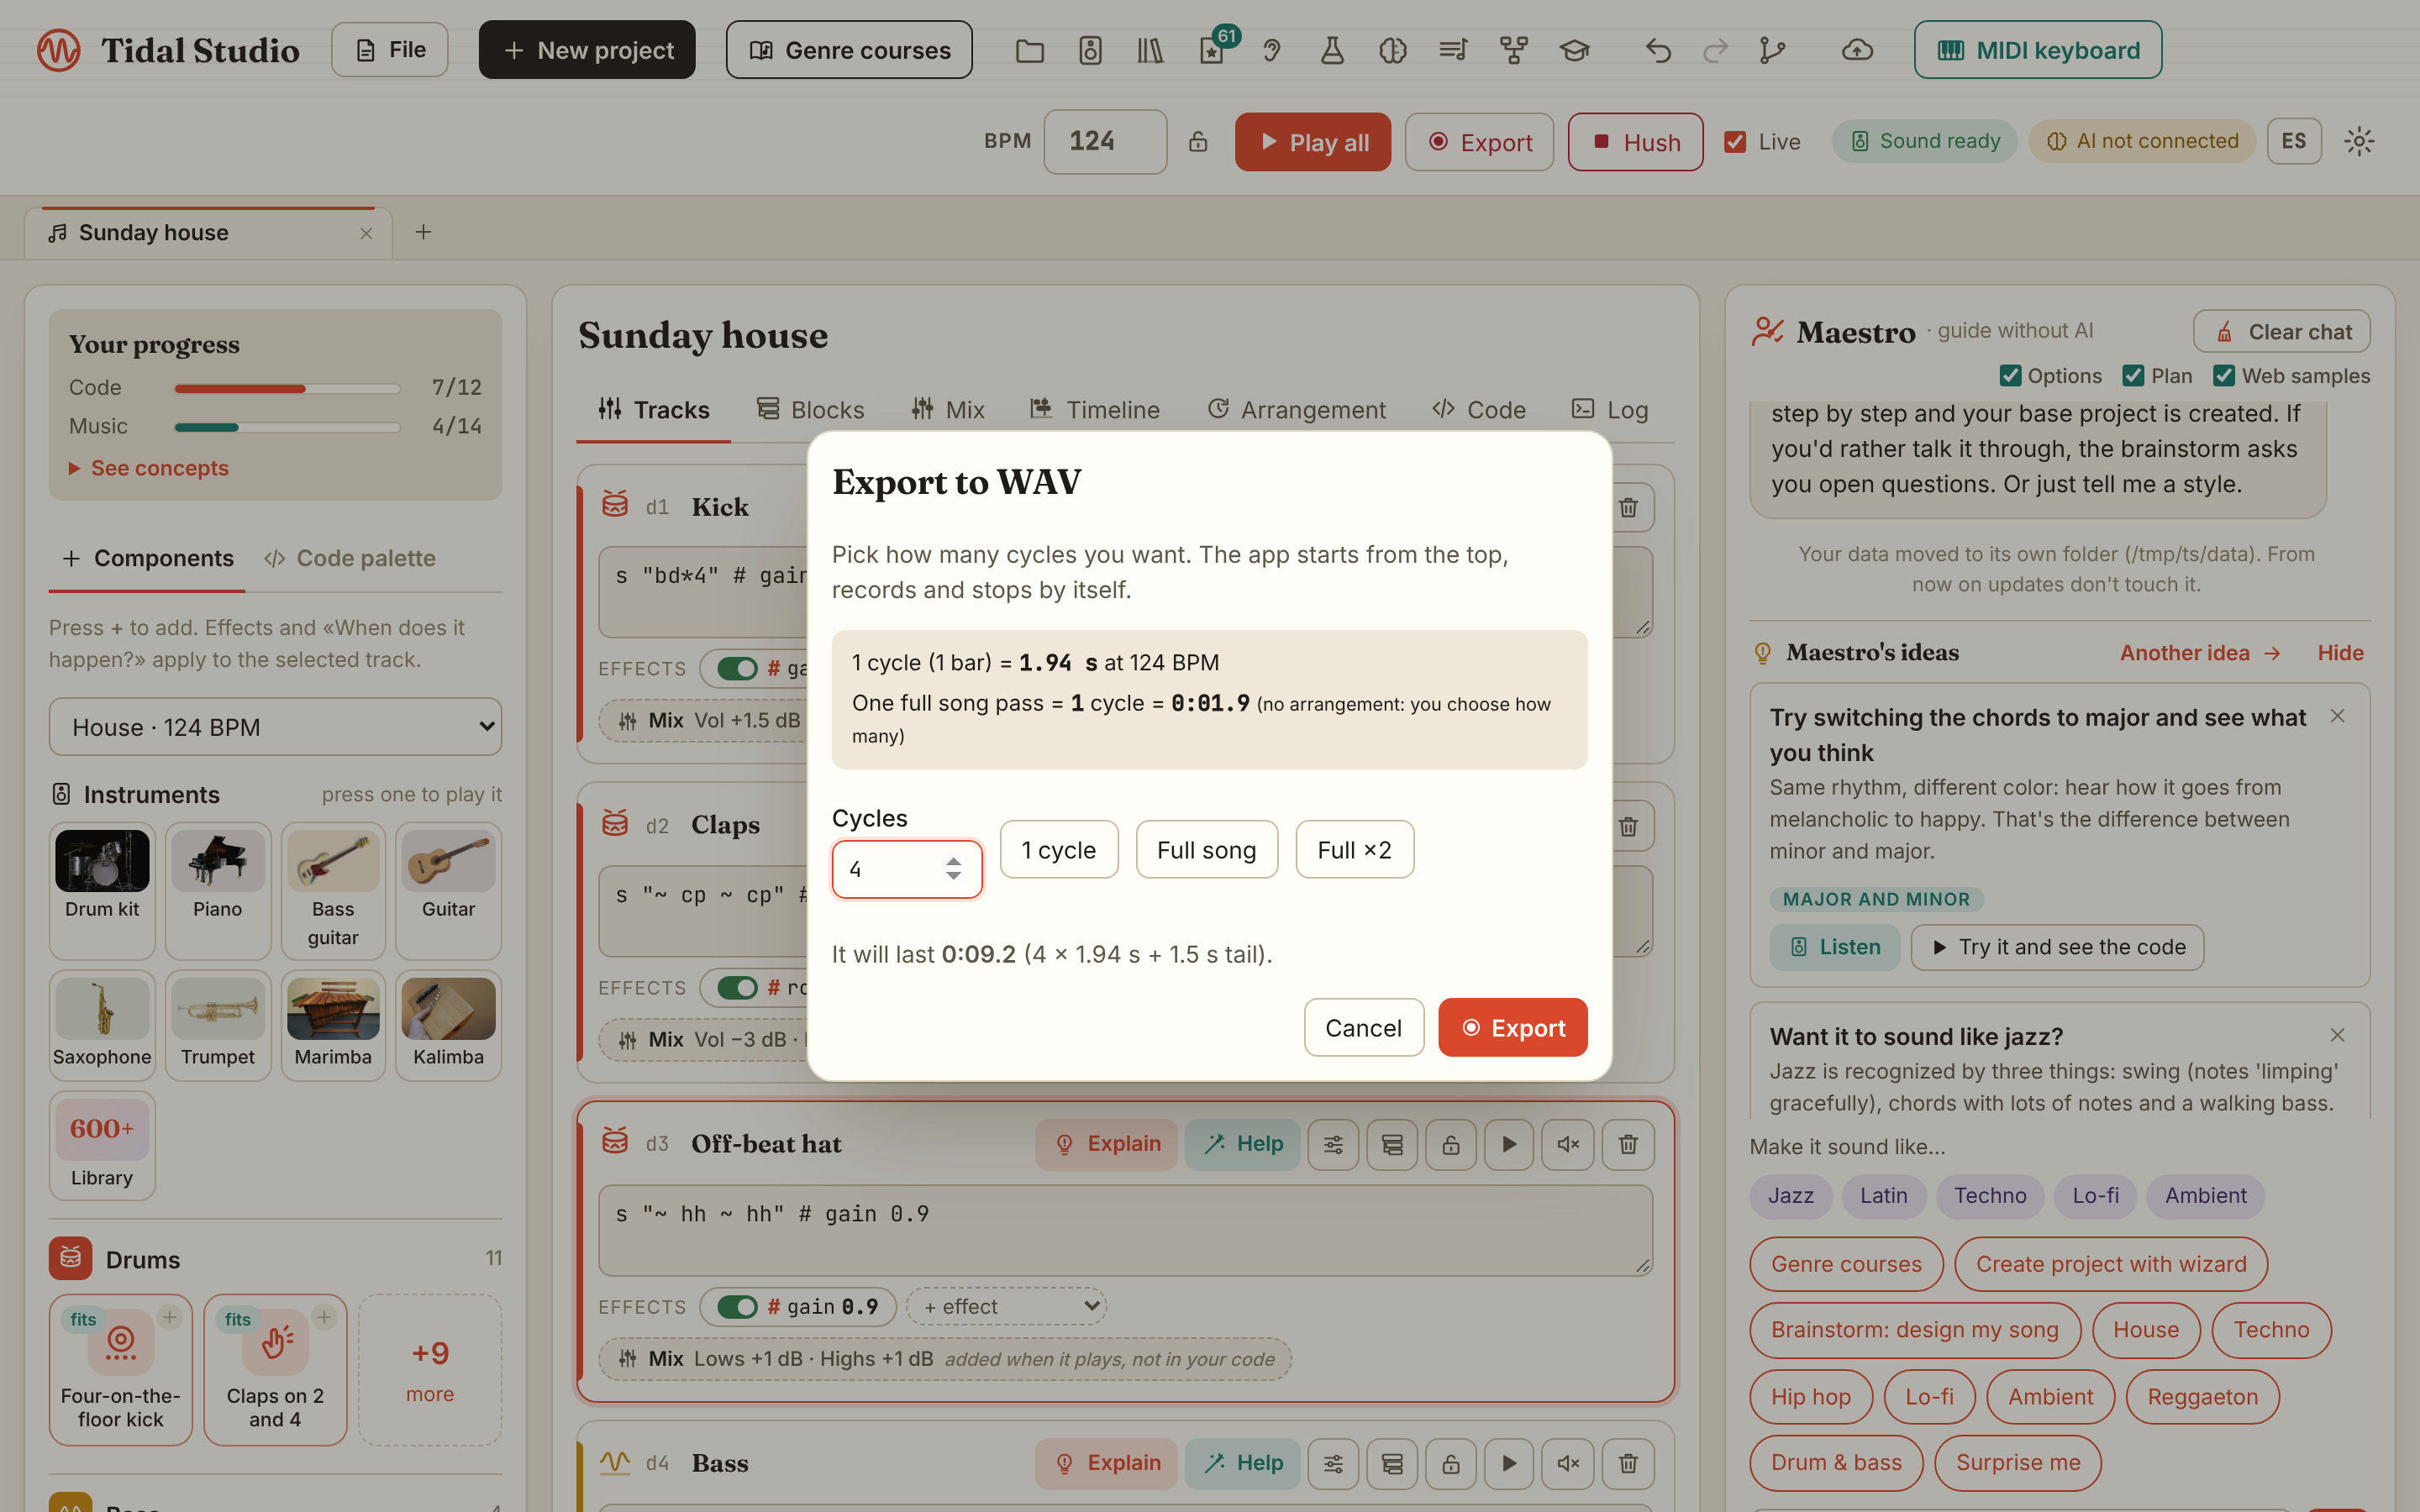 Tidal Studio
File
New project
Genre courses
61
MIDI keyboard
BPM
124
Play all
Export
Hush
Live
Sound ready
AI not connected
ES
Sunday house
Your progress
Code 7/12
Music 4/14
See concepts
Components
Code palette
Press + to add. Effects and «When does it
happen?» apply to the selected track.
House · 124 BPM
Instruments
press one to play it
Drum kit
Piano
Bass
guitar
Guitar
Saxophone
Trumpet
Marimba
Kalimba
600+
Library
Drums
11
fits
Four-on-the-
floor kick
fits
Claps on 2
and 4
+9
more
Sunday house
Tracks
Blocks
Mix
Timeline
Arrangement
Code
Log
d1 Kick
s "bd*4" # gain
EFFECTS
Mix Vol +1.5 dB
d2 Claps
s "~ cp ~ cp" #
EFFECTS
Mix Vol −3 dB ·
d3 Off-beat hat
Explain
Help
s "~ hh ~ hh" # gain 0.9
EFFECTS
# gain 0.9
+ effect
Mix Lows +1 dB · Highs +1 dB added when it plays, not in your code
d4 Bass
Explain
Help
Export to WAV
Pick how many cycles you want. The app starts from the top,
records and stops by itself.
1 cycle (1 bar) = 1.94 s at 124 BPM
One full song pass = 1 cycle = 0:01.9 (no arrangement: you choose how
many)
Cycles
4
1 cycle
Full song
Full ×2
It will last 0:09.2 (4 × 1.94 s + 1.5 s tail).
Cancel
Export
Maestro · guide without AI
Clear chat
Options
Plan
Web samples
step by step and your base project is created. If
you'd rather talk it through, the brainstorm asks
you open questions. Or just tell me a style.
Your data moved to its own folder (/tmp/ts/data). From
now on updates don't touch it.
Maestro's ideas
Another idea →
Hide
Try switching the chords to major and see what
you think
Same rhythm, different color: hear how it goes from
melancholic to happy. That's the difference between
minor and major.
MAJOR AND MINOR
Listen
Try it and see the code
Want it to sound like jazz?
Jazz is recognized by three things: swing (notes 'limping'
gracefully), chords with lots of notes and a walking bass.
Make it sound like...
Jazz
Latin
Techno
Lo-fi
Ambient
Genre courses
Create project with wizard
Brainstorm: design my song
House
Techno
Hip hop
Lo-fi
Ambient
Reggaeton
Drum & bass
Surprise me